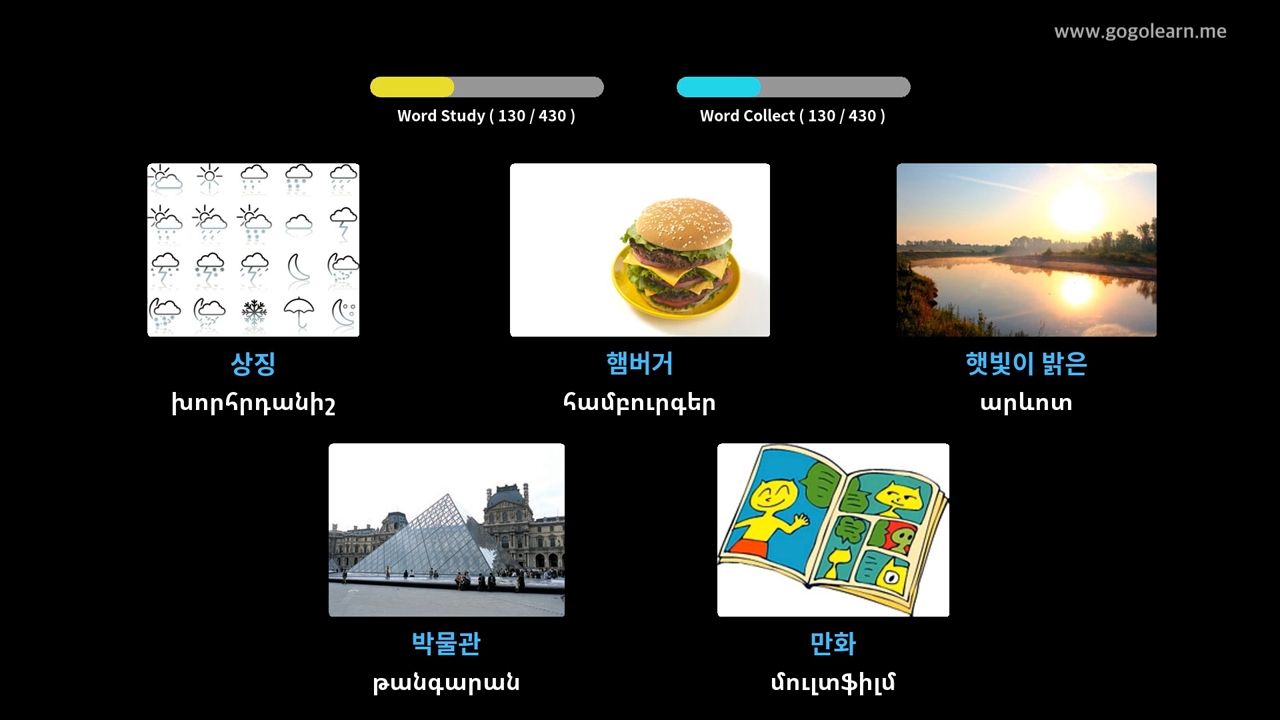 www.gogolearn.me
Word Study ( 130 / 430 )
Word Collect ( 130 / 430 )
상징
խորհրդանիշ
햄버거
համբուրգեր
햇빛이 밝은
արևոտ
박물관
թանգարան
만화
մուլտֆիլմ